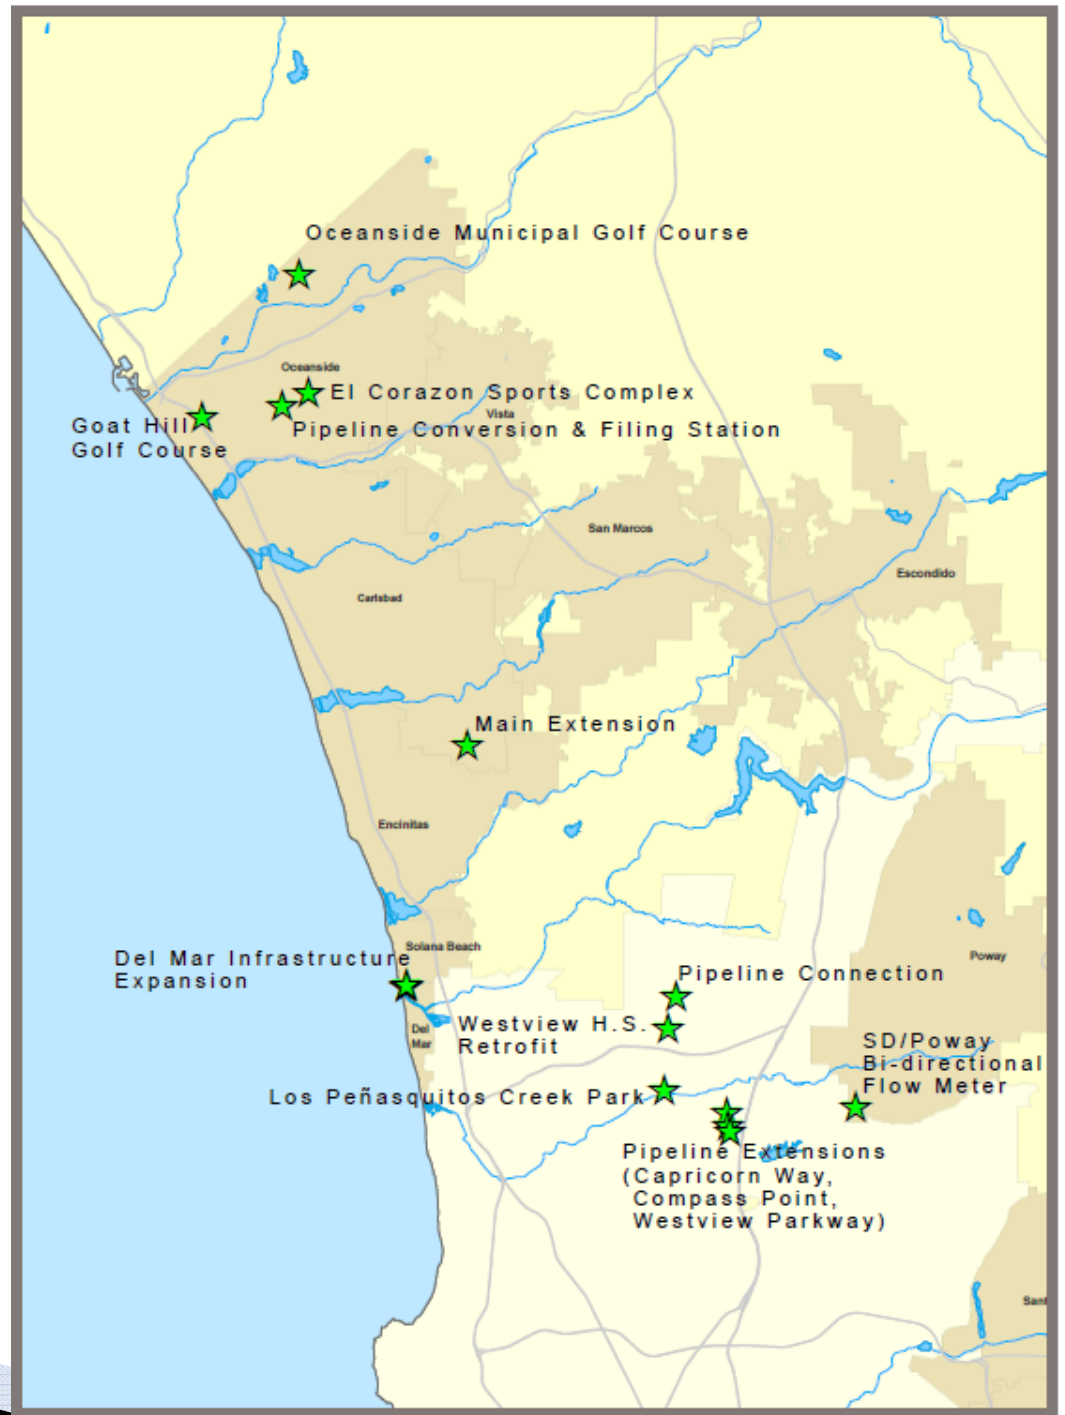 Oceanside Municipal Golf Course
Oceanside
El Corazon Sports Complex
Vista
Goat Hill
Golf Course
Pipeline Conversion & Filing Station
San Marcos
Escondido
Carlsbad
Main Extension
Encinitas
Solana Beach
Poway
Del Mar Infrastructure
Expansion
Pipeline Connection
Westview H.S.
Retrofit
Del
Mar
SD/Poway
Bi-directional
Flow Meter
Los Peñasquitos Creek Park
Pipeline Extensions
(Capricorn Way,
Compass Point,
Westview Parkway)
Sant